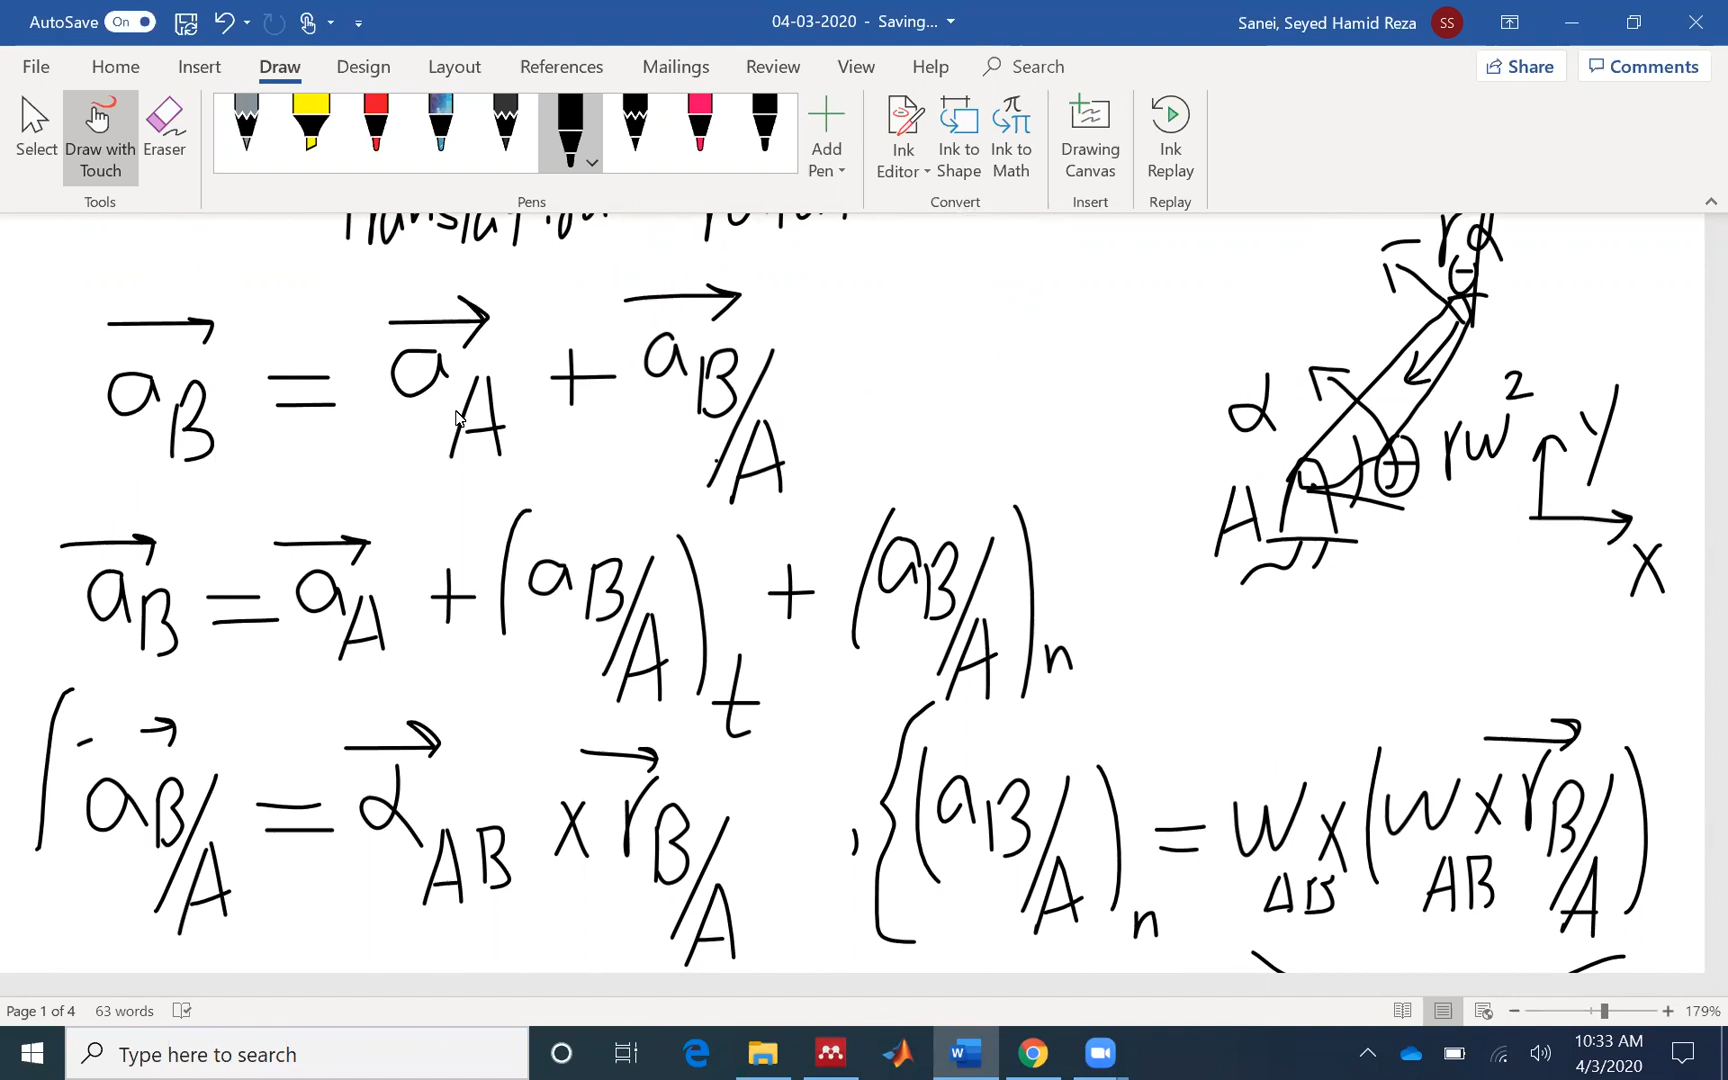 AutoSave On 04-03-2020 - Saving... Sanei, Seyed Hamid Reza SS
File Home Insert Draw Design Layout References Mailings Review View Help Search Share Comments
Select Draw with Touch Eraser Add Pen Ink Editor Ink to Shape Ink to Math Drawing Canvas Ink Replay
Tools Pens Convert Insert Replay
rα
θ
a_B = a_A + a_B/A
α
rw²
θ
A
Y
X
a_B = a_A + (a_B/A)_t + (a_B/A)_n
a_B/A = α_AB × r_B/A , { (a_B/A)_n = w_AB × (w_AB × r_B/A)
Page 1 of 4 63 words 179%
Type here to search
10:33 AM
4/3/2020